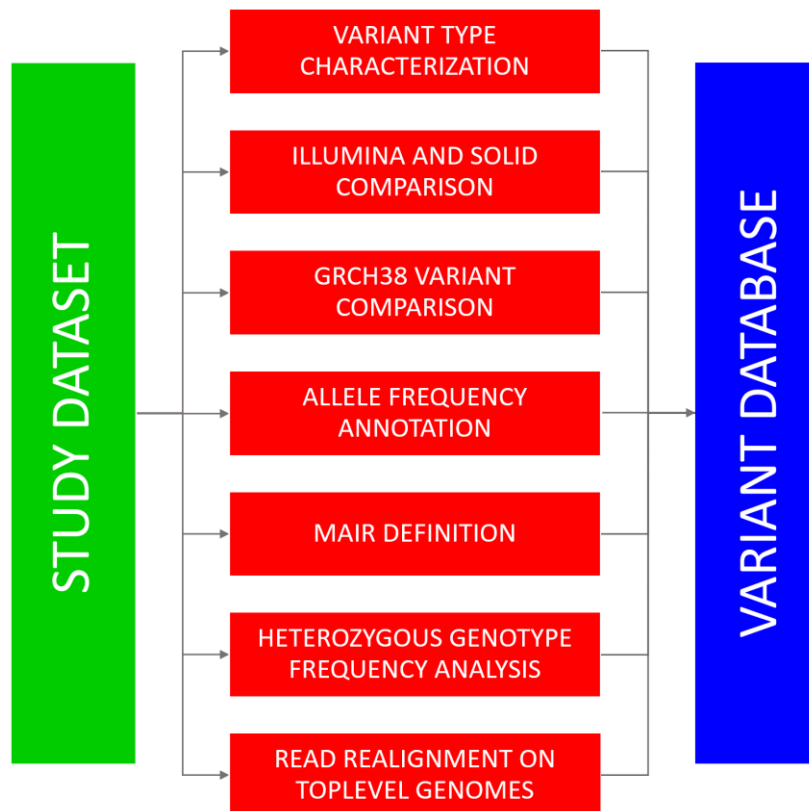 STUDY DATASET
VARIANT TYPE
CHARACTERIZATION
ILLUMINA AND SOLID
COMPARISON
GRCH38 VARIANT
COMPARISON
ALLELE FREQUENCY
ANNOTATION
MAIR DEFINITION
HETEROZYGOUS GENOTYPE
FREQUENCY ANALYSIS
READ REALIGNMENT ON
TOPLEVEL GENOMES
VARIANT DATABASE